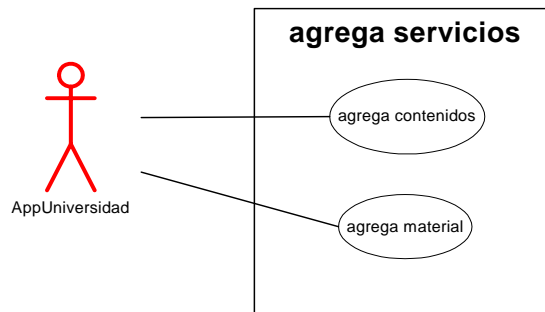 agrega servicios
agrega contenidos
AppUniversidad
agrega material